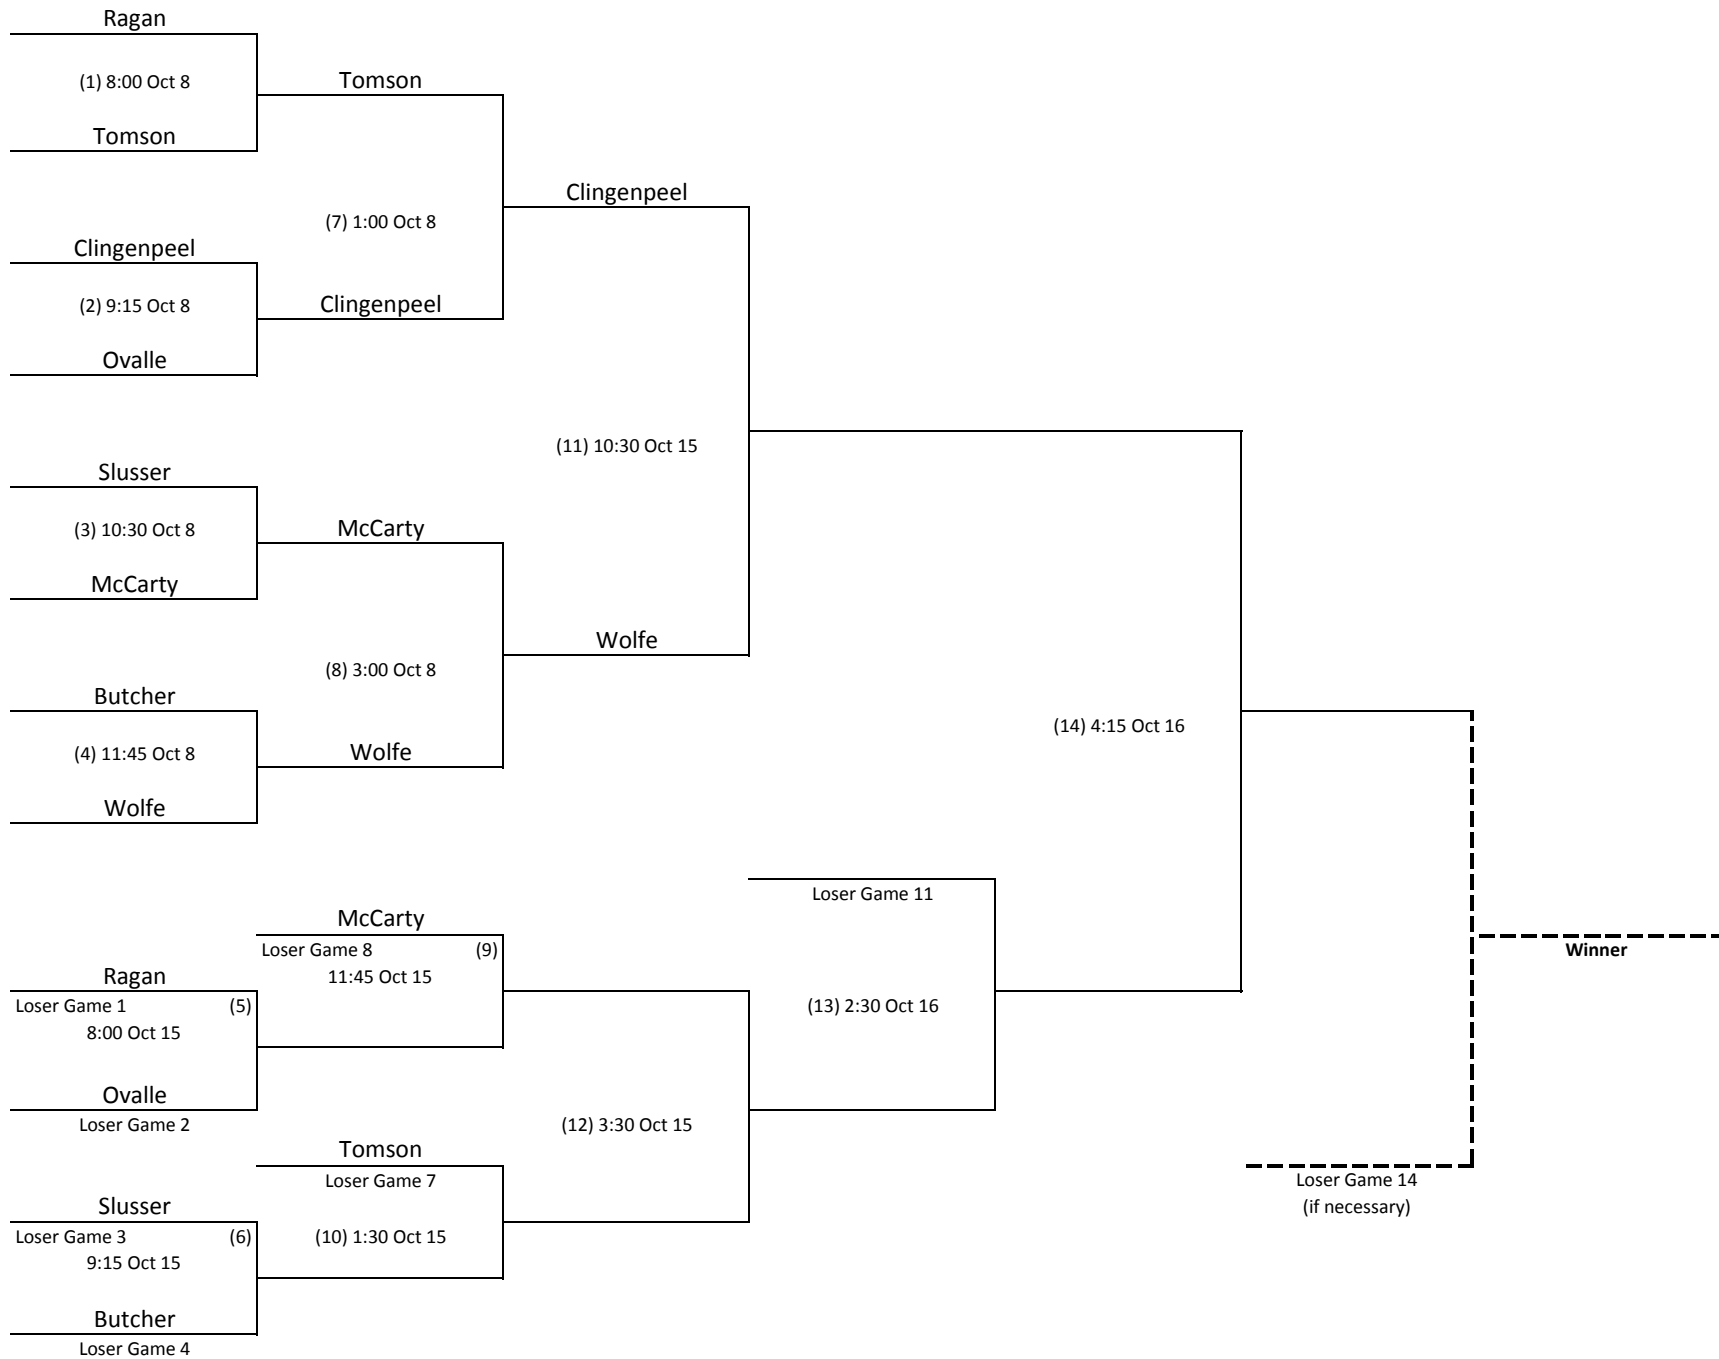 Ragan
(1) 8:00 Oct 8
Tomson
Tomson
Clingenpeel
(7) 1:00 Oct 8
Clingenpeel
(2) 9:15 Oct 8
Clingenpeel
Ovalle
(11) 10:30 Oct 15
Slusser
(3) 10:30 Oct 8
McCarty
McCarty
Wolfe
(8) 3:00 Oct 8
Butcher
(14) 4:15 Oct 16
(4) 11:45 Oct 8
Wolfe
Wolfe
Loser Game 11
McCarty
Loser Game 8 (9)
11:45 Oct 15
Winner
Ragan
Loser Game 1 (5)
8:00 Oct 15
(13) 2:30 Oct 16
Ovalle
Loser Game 2
(12) 3:30 Oct 15
Tomson
Loser Game 7
Loser Game 14
(if necessary)
Slusser
Loser Game 3 (6)
9:15 Oct 15
(10) 1:30 Oct 15
Butcher
Loser Game 4